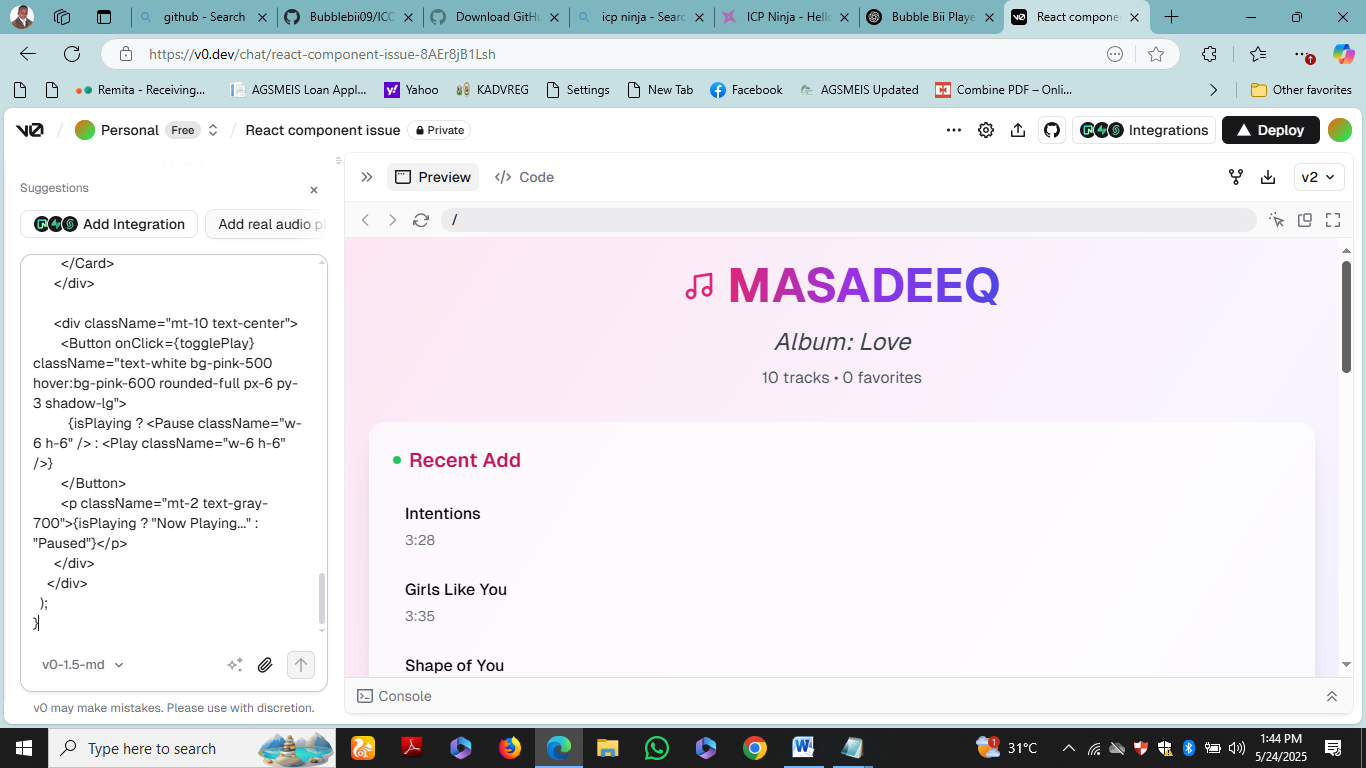 github - Search
Bubblebii09/ICC
Download GitHu
icp ninja - Searc
ICP Ninja - Hello
Bubble Bii Playe
React compone
https://v0.dev/chat/react-component-issue-8AEr8jB1Lsh
Remita - Receiving...
AGSMEIS Loan Appl...
Yahoo
KADVREG
Settings
New Tab
Facebook
AGSMEIS Updated
Combine PDF – Onli...
Other favorites
Personal
Free
React component issue
Private
Integrations
Deploy
Suggestions
Add Integration
Add real audio pl
</Card>
</div>
<div className="mt-10 text-center">
<Button onClick={togglePlay}
className="text-white bg-pink-500
hover:bg-pink-600 rounded-full px-6 py-
3 shadow-lg">
{isPlaying ? <Pause className="w-
6 h-6" /> : <Play className="w-6 h-6"
/>}
</Button>
<p className="mt-2 text-gray-
700">{isPlaying ? "Now Playing..." :
"Paused"}</p>
</div>
</div>
);
}
v0-1.5-md
v0 may make mistakes. Please use with discretion.
Preview
Code
v2
/
MASADEEQ
Album: Love
10 tracks • 0 favorites
Recent Add
Intentions
3:28
Girls Like You
3:35
Shape of You
Console
Type here to search
31°C
1:44 PM
5/24/2025